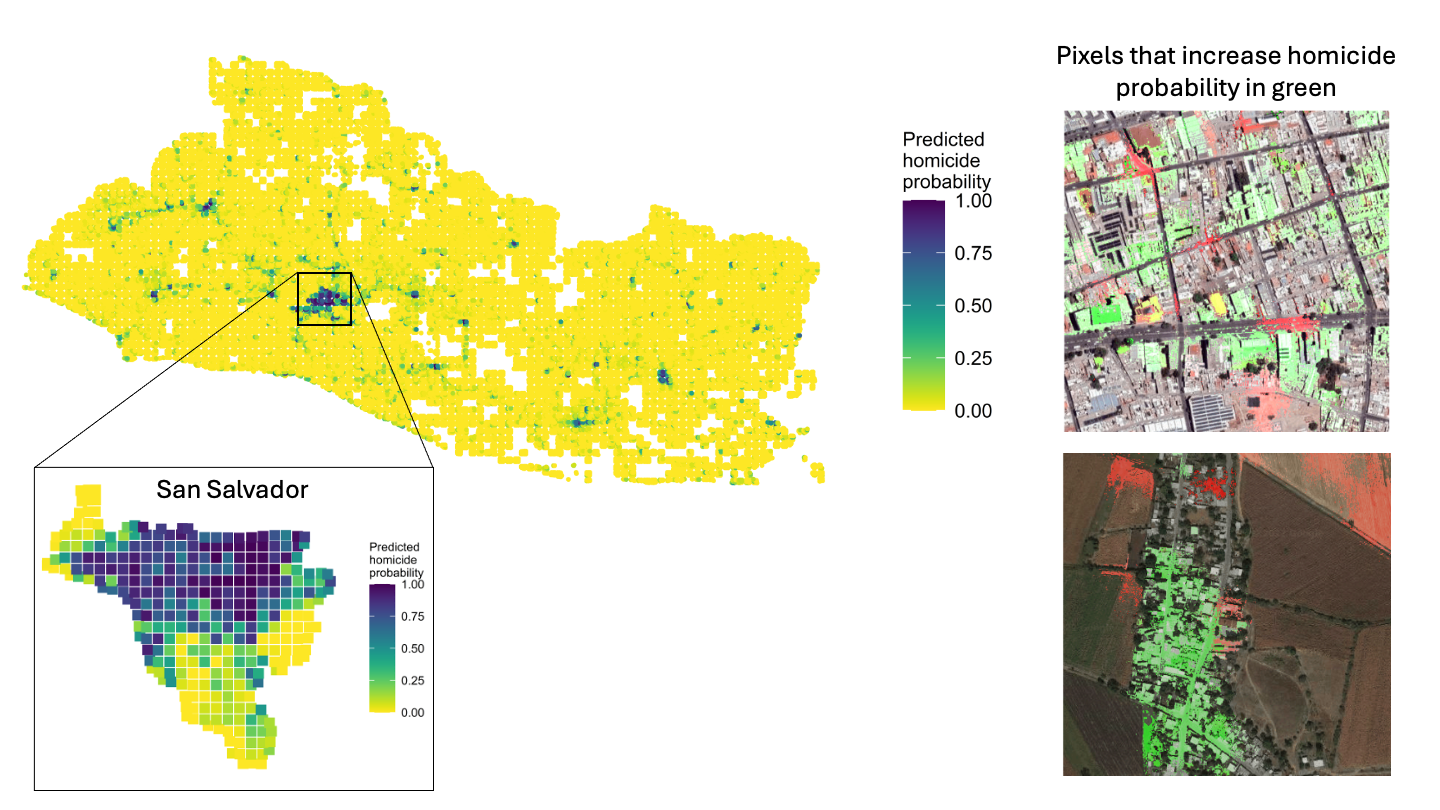 Pixels that increase homicide
probability in green
Predicted
homicide
probability
1.00
0.75
0.50
0.25
0.00
San Salvador
Predicted
homicide
probability
1.00
0.75
0.50
0.25
0.00